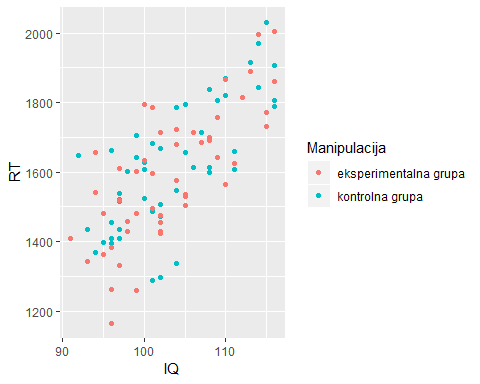 2000
1800
1600
1400
1200
RT
90
100
110
IQ
Manipulacija
eksperimentalna grupa
kontrolna grupa